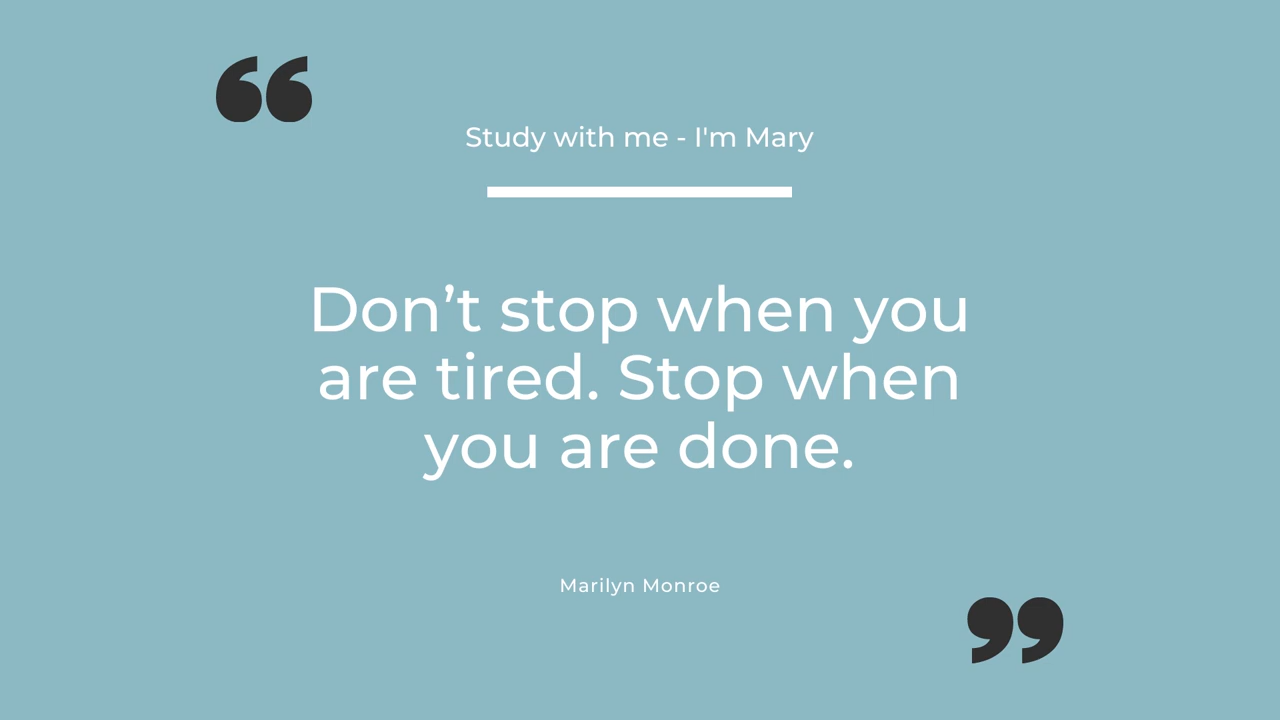 “
Study with me - I'm Mary
Don’t stop when you
are tired. Stop when
you are done.
Marilyn Monroe
”